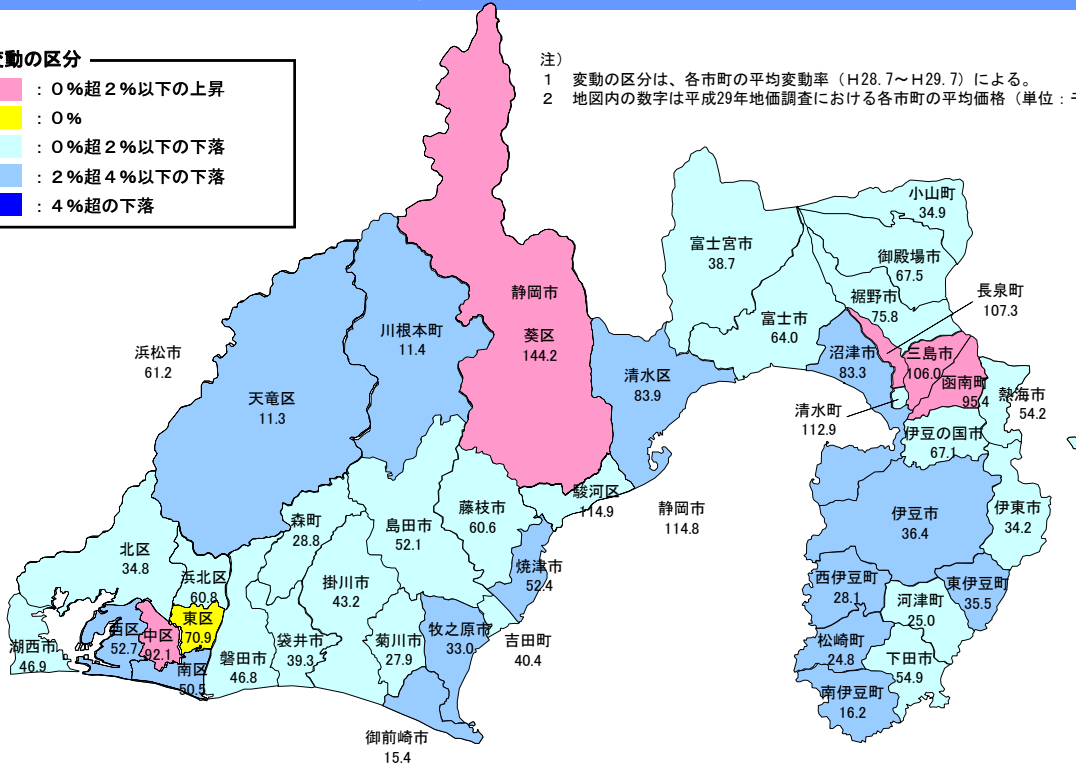 変動の区分
：０％超２％以下の上昇
：０％
：０％超２％以下の下落
：２％超４％以下の下落
：４％超の下落
注）
1　変動の区分は、各市町の平均変動率（H28.7～H29.7）による。
2　地図内の数字は平成29年地価調査における各市町の平均価格（単位：千
小山町
34.9
富士宮市
38.7
御殿場市
67.5
裾野市
75.8
長泉町
107.3
静岡市
葵区
144.2
川根本町
11.4
富士市
64.0
沼津市
83.3
三島市
106.0
函南町
95.4
浜松市
61.2
天竜区
11.3
清水区
83.9
熱海市
54.2
清水町
112.9
伊豆の国市
67.1
駿河区
114.9
静岡市
114.8
藤枝市
60.6
島田市
52.1
森町
28.8
伊豆市
36.4
伊東市
34.2
北区
34.8
浜北区
60.8
掛川市
43.2
焼津市
52.4
西伊豆町
28.1
東伊豆町
35.5
河津町
25.0
東区
70.9
西区
52.7
中区
92.1
湖西市
46.9
南区
50.5
磐田市
46.8
袋井市
39.3
菊川市
27.9
牧之原市
33.0
吉田町
40.4
松崎町
24.8
下田市
54.9
南伊豆町
16.2
御前崎市
15.4